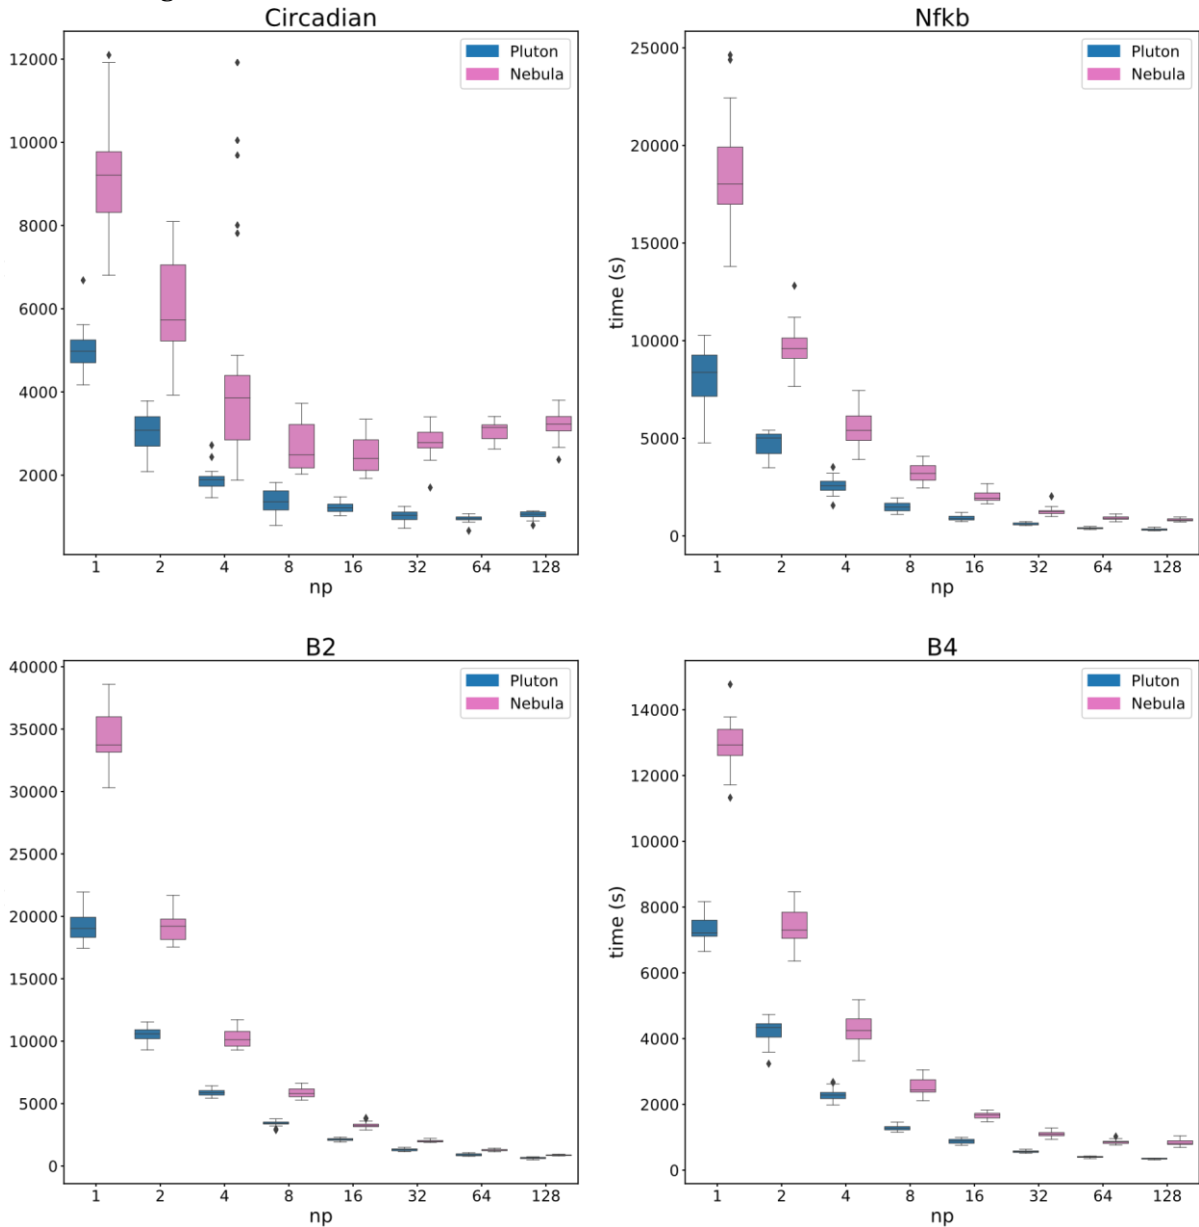 Circadian
12000
10000
8000
6000
4000
2000
1 2 4 8 16 32 64 128
np
Pluton
Nebula
Nfkb
time (s)
25000
20000
15000
10000
5000
0
1 2 4 8 16 32 64 128
np
Pluton
Nebula
B2
40000
35000
30000
25000
20000
15000
10000
5000
0
1 2 4 8 16 32 64 128
np
Pluton
Nebula
B4
time (s)
14000
12000
10000
8000
6000
4000
2000
0
1 2 4 8 16 32 64 128
np
Pluton
Nebula